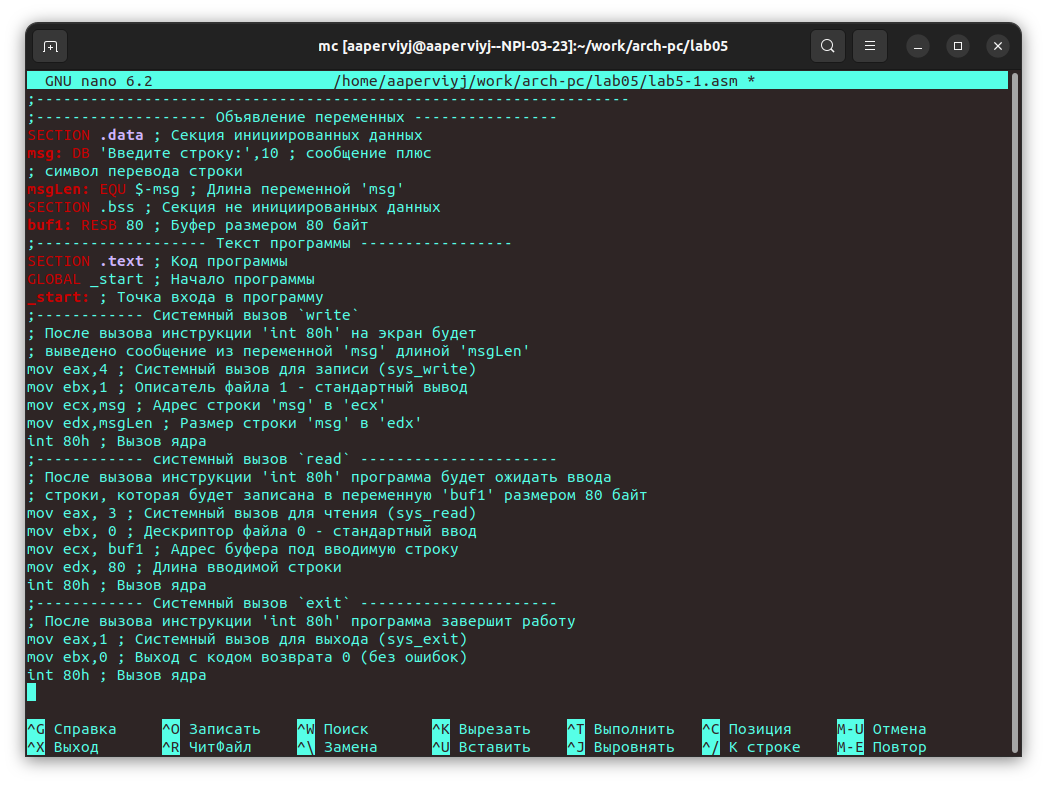 mc [aaperviyj@aaperviyj--NPI-03-23]:~/work/arch-pc/lab05
GNU nano 6.2 /home/aaperviyj/work/arch-pc/lab05/lab5-1.asm *
;------------------------------------------------------------------
;------------------- Объявление переменных ----------------
SECTION .data ; Секция инициированных данных
msg: DB 'Введите строку:',10 ; сообщение плюс
; символ перевода строки
msgLen: EQU $-msg ; Длина переменной 'msg'
SECTION .bss ; Секция не инициированных данных
buf1: RESB 80 ; Буфер размером 80 байт
;------------------- Текст программы -----------------
SECTION .text ; Код программы
GLOBAL _start ; Начало программы
_start: ; Точка входа в программу
;------------ Системный вызов `write`
; После вызова инструкции 'int 80h' на экран будет
; выведено сообщение из переменной 'msg' длиной 'msgLen'
mov eax,4 ; Системный вызов для записи (sys_write)
mov ebx,1 ; Описатель файла 1 - стандартный вывод
mov ecx,msg ; Адрес строки 'msg' в 'ecx'
mov edx,msgLen ; Размер строки 'msg' в 'edx'
int 80h ; Вызов ядра
;------------ системный вызов `read` ----------------------
; После вызова инструкции 'int 80h' программа будет ожидать ввода
; строки, которая будет записана в переменную 'buf1' размером 80 байт
mov eax, 3 ; Системный вызов для чтения (sys_read)
mov ebx, 0 ; Дескриптор файла 0 - стандартный ввод
mov ecx, buf1 ; Адрес буфера под вводимую строку
mov edx, 80 ; Длина вводимой строки
int 80h ; Вызов ядра
;------------ Системный вызов `exit` ----------------------
; После вызова инструкции 'int 80h' программа завершит работу
mov eax,1 ; Системный вызов для выхода (sys_exit)
mov ebx,0 ; Выход с кодом возврата 0 (без ошибок)
int 80h ; Вызов ядра
^G Справка ^O Записать ^W Поиск ^K Вырезать ^T Выполнить ^C Позиция M-U Отмена
^X Выход ^R ЧитФайл ^\ Замена ^U Вставить ^J Выровнять ^/ К строке M-E Повтор